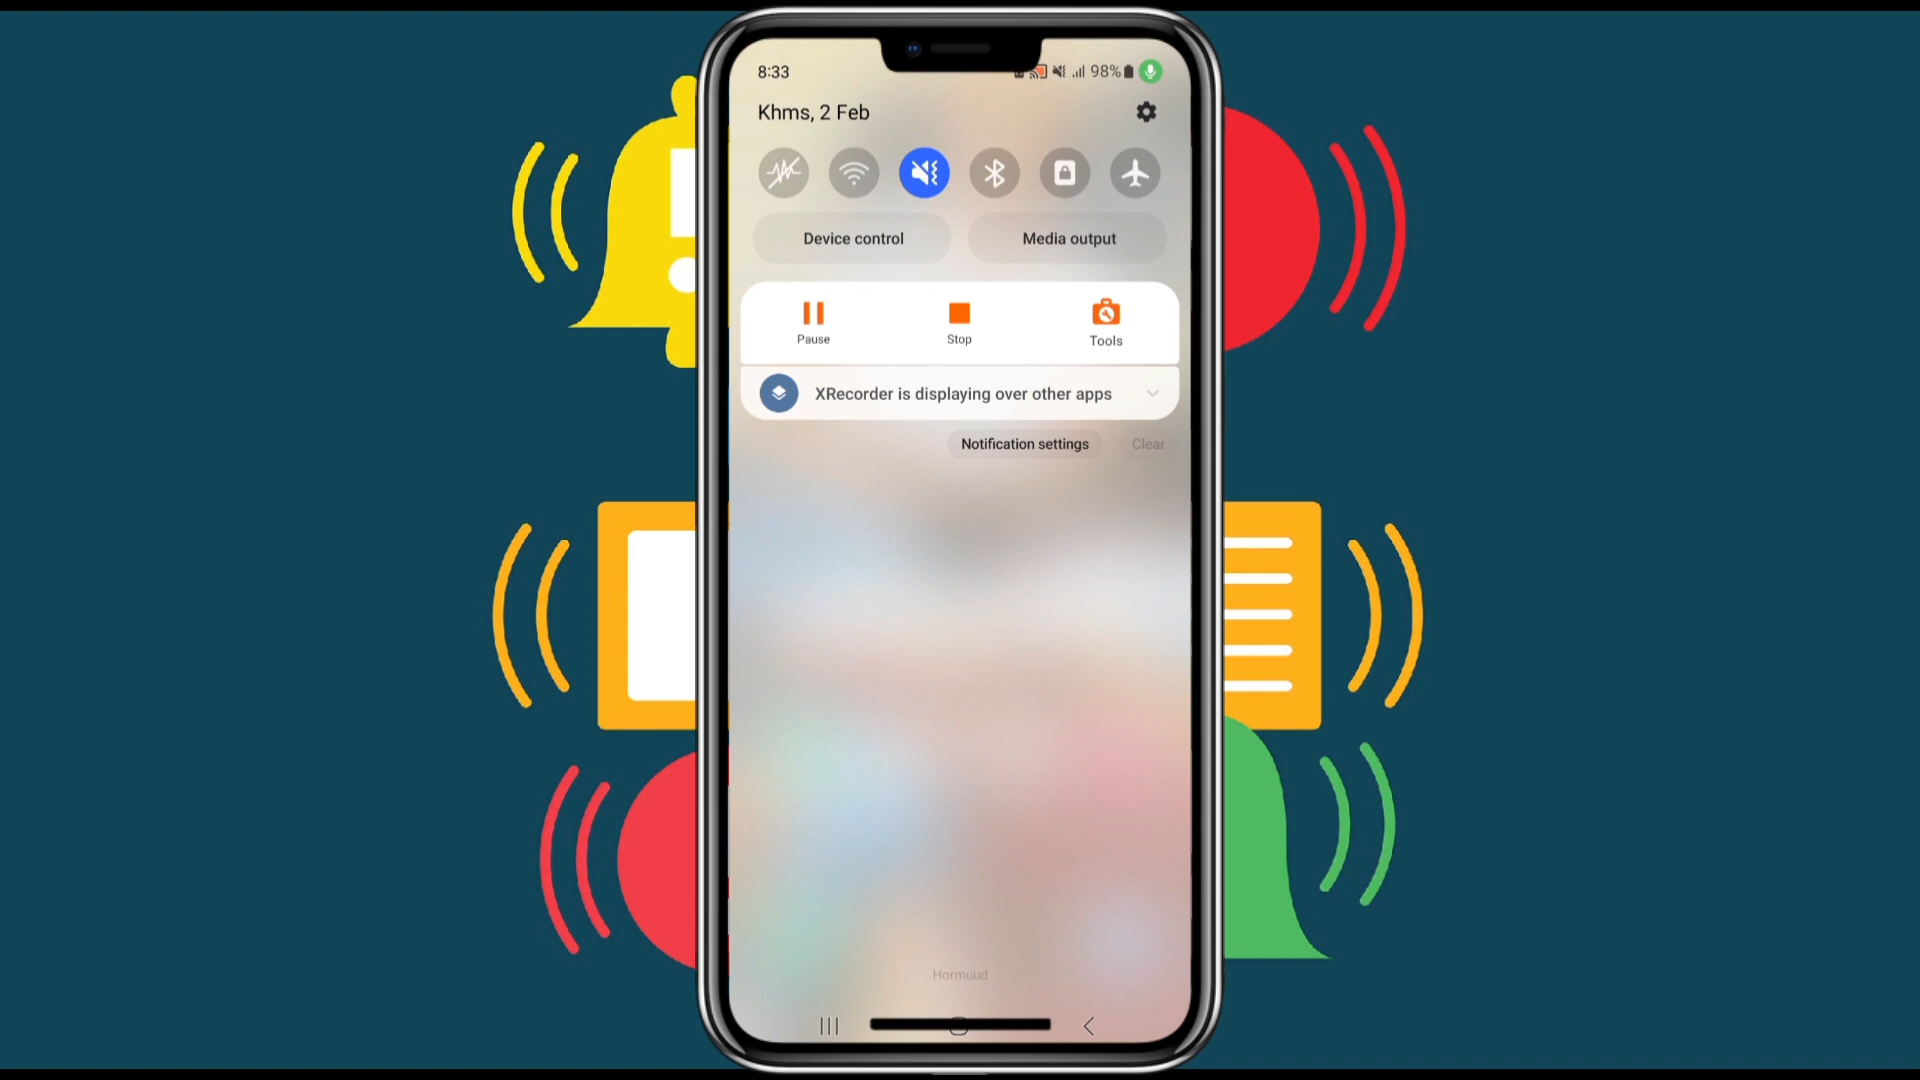 8:33
98%
Khms, 2 Feb
Device control
Media output
Pause
Stop
Tools
XRecorder is displaying over other apps
Notification settings
Clear
Hormuud